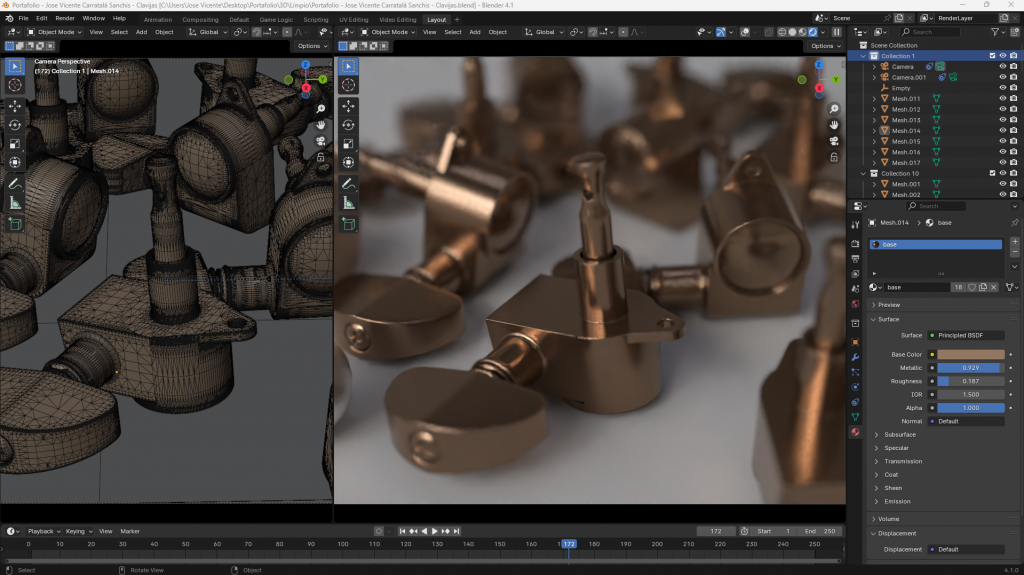 Portafolio - Jose Vicente Carratalá Sanchis - Clavijas [C:\Users\Jose Vicente\Desktop\Portafolio\3D\Limpio\Portafolio - Jose Vicente Carratalá Sanchis - Clavijas.blend] - Blender 4.1
File Edit Render Window Help Animation Compositing Default Game Logic Scripting UV Editing Video Editing Layout + Scene RenderLayer
Object Mode View Select Add Object Global
Object Mode View Select Add Object Global
Search
Options
Options
Camera Perspective
(172) Collection 1 | Mesh.014
Z
Y
X
Z
Y
X
Scene Collection
Collection 1
Camera
Camera.001
Empty
Mesh.011
Mesh.012
Mesh.013
Mesh.014
Mesh.015
Mesh.016
Mesh.017
Collection 10
Mesh.001
Mesh.002
Search
Mesh.014 > base
base
base 18
Preview
Surface
Surface Principled BSDF
Base Color
Metallic 0.929
Roughness 0.187
IOR 1.500
Alpha 1.000
Normal Default
Subsurface
Specular
Transmission
Coat
Sheen
Emission
Volume
Displacement
Displacement Default
Playback Keying View Marker 172 Start 1 End 250
0 10 20 30 40 50 60 70 80 90 100 110 120 130 140 150 160 172 180 190 200 210 220 230 240 250
Select Rotate View Object 4.1.0